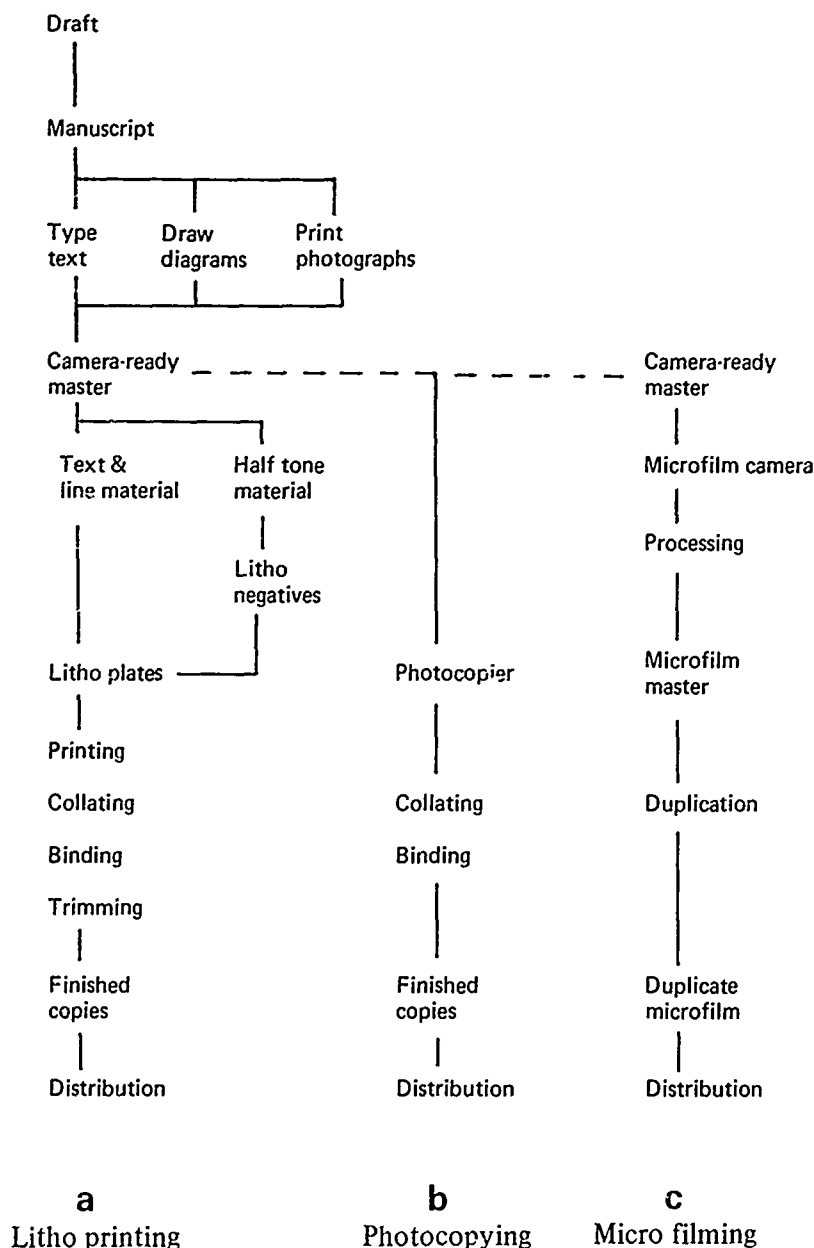 Draft
Manuscript
Type
text
Draw
diagrams
Print
photographs
Camera-ready
master
Text &
line material
Half tone
material
Litho
negatives
Litho plates
Printing
Collating
Binding
Trimming
Finished
copies
Distribution
a
Litho printing
Photocopier
Collating
Binding
Finished
copies
Distribution
b
Photocopying
Camera-ready
master
Microfilm camera
Processing
Microfilm
master
Duplication
Duplicate
microfilm
Distribution
c
Micro filming